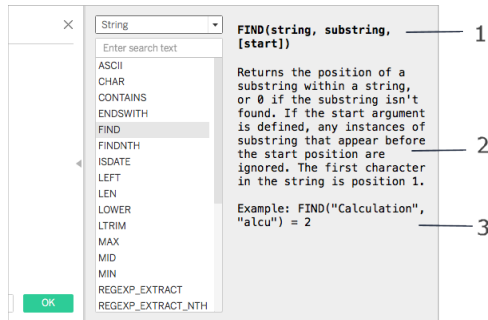 String
Enter search text
ASCII
CHAR
CONTAINS
ENDSWITH
FIND
FINDNTH
ISDATE
LEFT
LEN
LOWER
LTRIM
MAX
MID
MIN
REGEXP_EXTRACT
REGEXP_EXTRACT_NTH
OK
FIND(string, substring,
[start])
1
Returns the position of a
substring within a string,
or 0 if the substring isn't
found. If the start argument
is defined, any instances of
substring that appear before
the start position are
ignored. The first character
in the string is position 1.
2
Example: FIND("Calculation",
"alcu") = 2
3